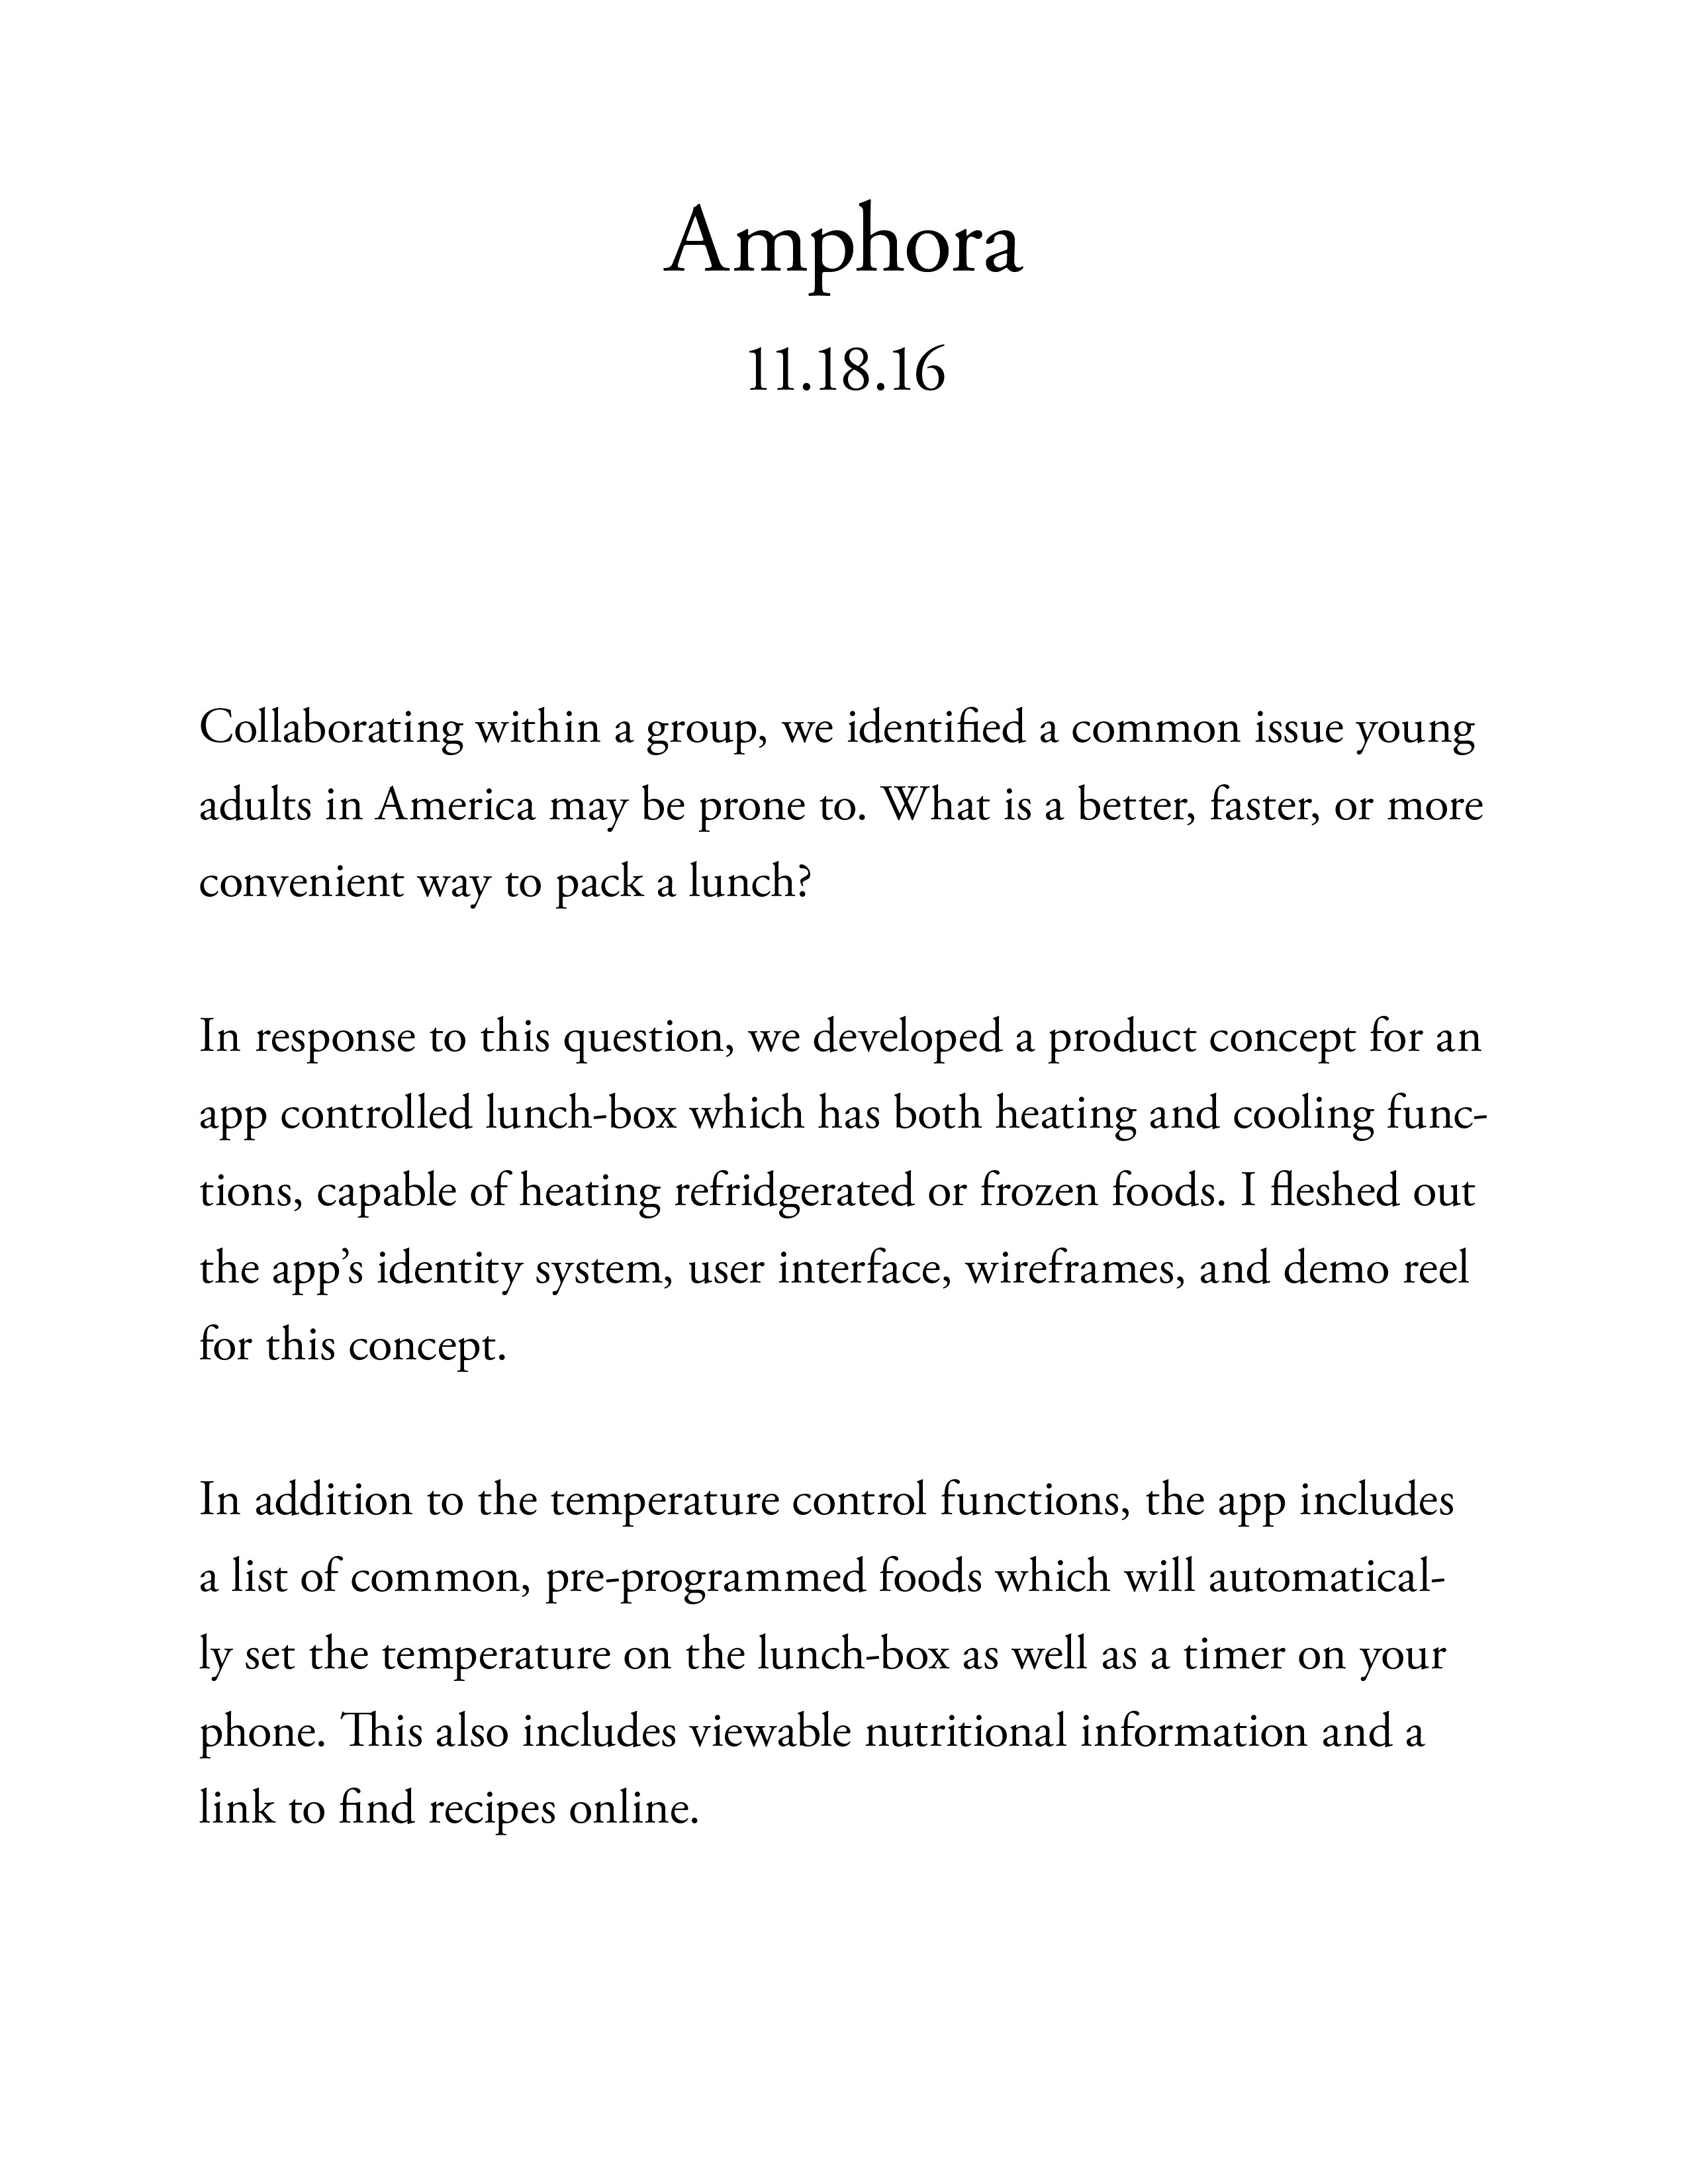 Amphora
11.18.16
Collaborating within a group, we identified a common issue young
adults in America may be prone to. What is a better, faster, or more
convenient way to pack a lunch?
In response to this question, we developed a product concept for an
app controlled lunch-box which has both heating and cooling func-
tions, capable of heating refridgerated or frozen foods. I fleshed out
the app’s identity system, user interface, wireframes, and demo reel
for this concept.
In addition to the temperature control functions, the app includes
a list of common, pre-programmed foods which will automatical-
ly set the temperature on the lunch-box as well as a timer on your
phone. This also includes viewable nutritional information and a
link to find recipes online.